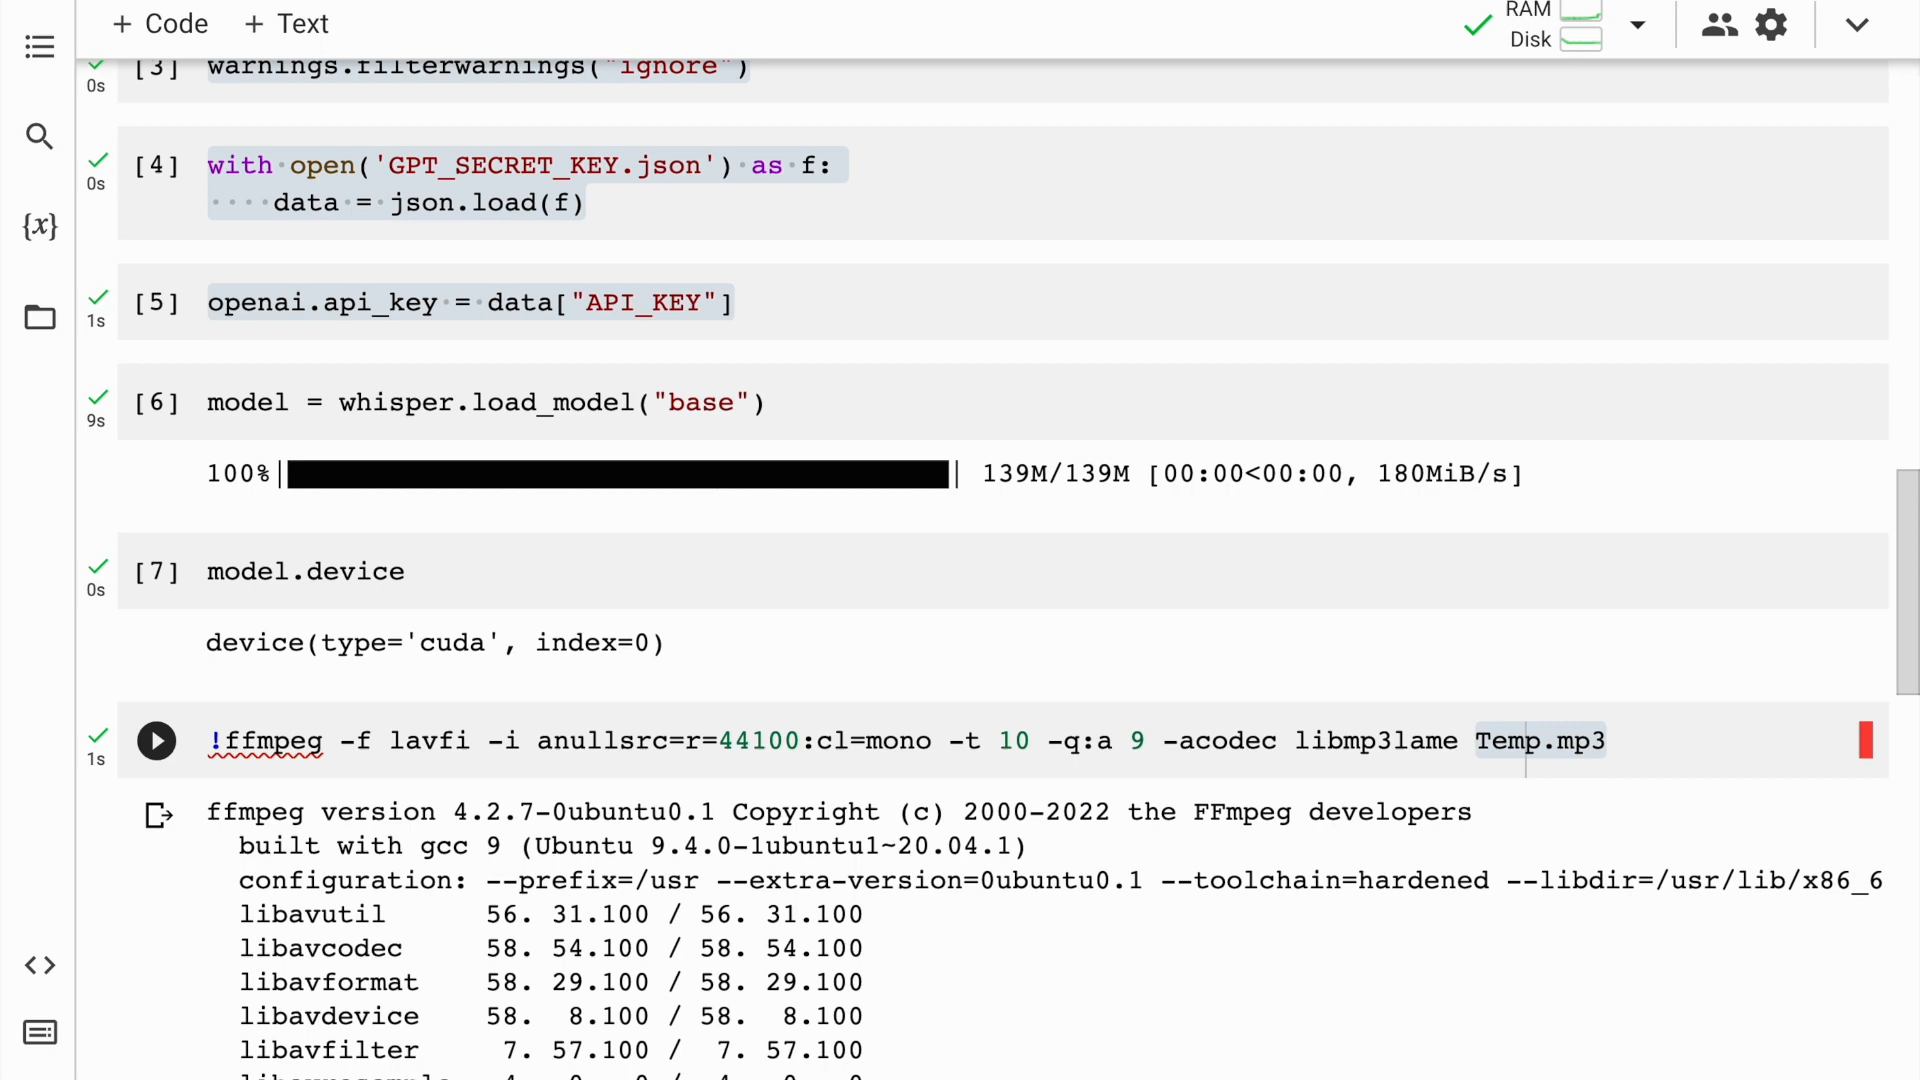 + Code + Text
RAM
Disk
[3] warnings.filterwarnings("ignore")
0s
[4] with open('GPT_SECRET_KEY.json') as f:
0s
data = json.load(f)
{x}
[5] openai.api_key = data["API_KEY"]
1s
[6] model = whisper.load_model("base")
9s
100% 139M/139M [00:00<00:00, 180MiB/s]
[7] model.device
0s
device(type='cuda', index=0)
!ffmpeg -f lavfi -i anullsrc=r=44100:cl=mono -t 10 -q:a 9 -acodec libmp3lame Temp.mp3
1s
ffmpeg version 4.2.7-0ubuntu0.1 Copyright (c) 2000-2022 the FFmpeg developers
built with gcc 9 (Ubuntu 9.4.0-1ubuntu1~20.04.1)
configuration: --prefix=/usr --extra-version=0ubuntu0.1 --toolchain=hardened --libdir=/usr/lib/x86_6
libavutil 56. 31.100 / 56. 31.100
libavcodec 58. 54.100 / 58. 54.100
libavformat 58. 29.100 / 58. 29.100
libavdevice 58. 8.100 / 58. 8.100
libavfilter 7. 57.100 / 7. 57.100